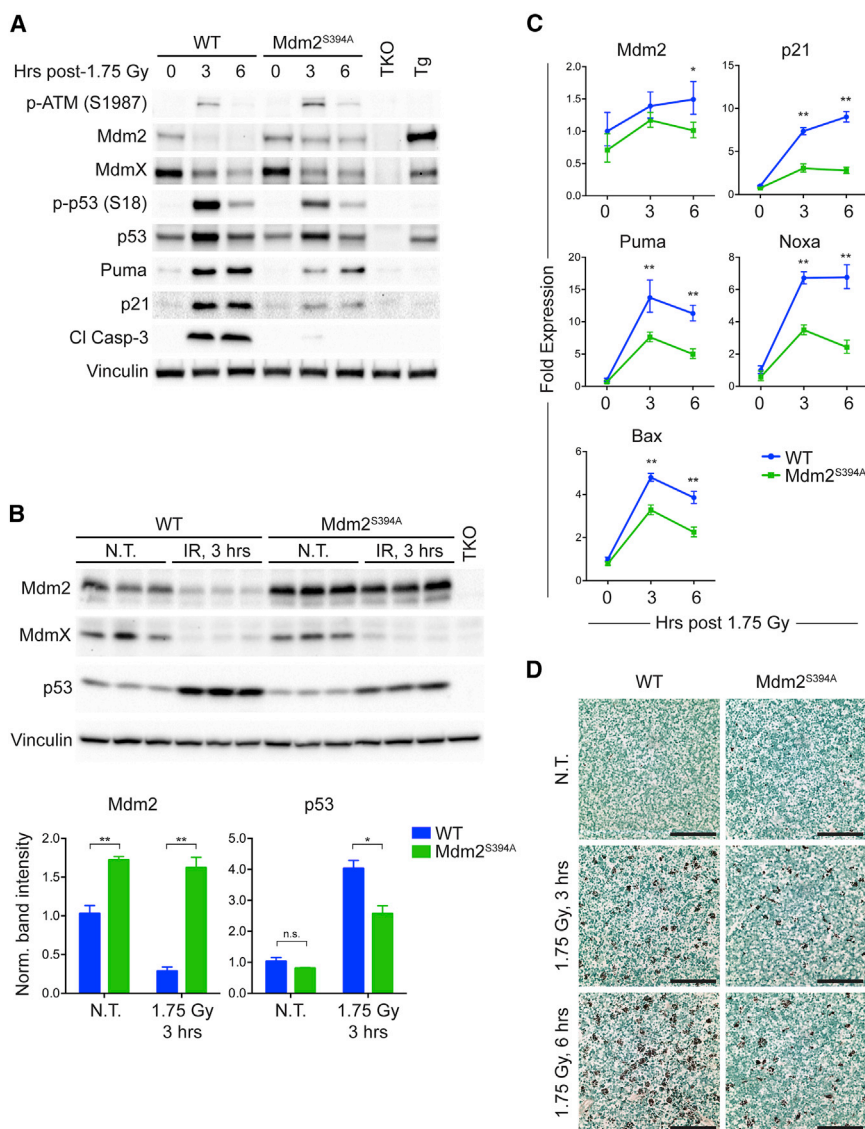 A
WT Mdm2S394A TKO Tg
Hrs post-1.75 Gy 0 3 6 0 3 6
p-ATM (S1987)
Mdm2
MdmX
p-p53 (S18)
p53
Puma
p21
Cl Casp-3
Vinculin
B
WT Mdm2S394A TKO
N.T. IR, 3 hrs N.T. IR, 3 hrs
Mdm2
MdmX
p53
Vinculin
Mdm2 p53
WT
Mdm2S394A
Norm. band intensity
2.0 5.0
1.5 4.0
1.0 3.0
0.5 2.0
0.0 1.0
0.0
** ** n.s. *
N.T. 1.75 Gy N.T. 1.75 Gy
3 hrs 3 hrs
C
Mdm2 p21
2.0 15
1.5 10
1.0 5
0.5 0
0.0
* ** **
0 3 6 0 3 6
Puma Noxa
20 8
15 6
10 4
5 2
0 0
** ** ** **
0 3 6 0 3 6
Fold Expression
Bax
6
4
2
0
** **
0 3 6
WT
Mdm2S394A
Hrs post 1.75 Gy
D
WT Mdm2S394A
N.T.
1.75 Gy, 3 hrs
1.75 Gy, 6 hrs